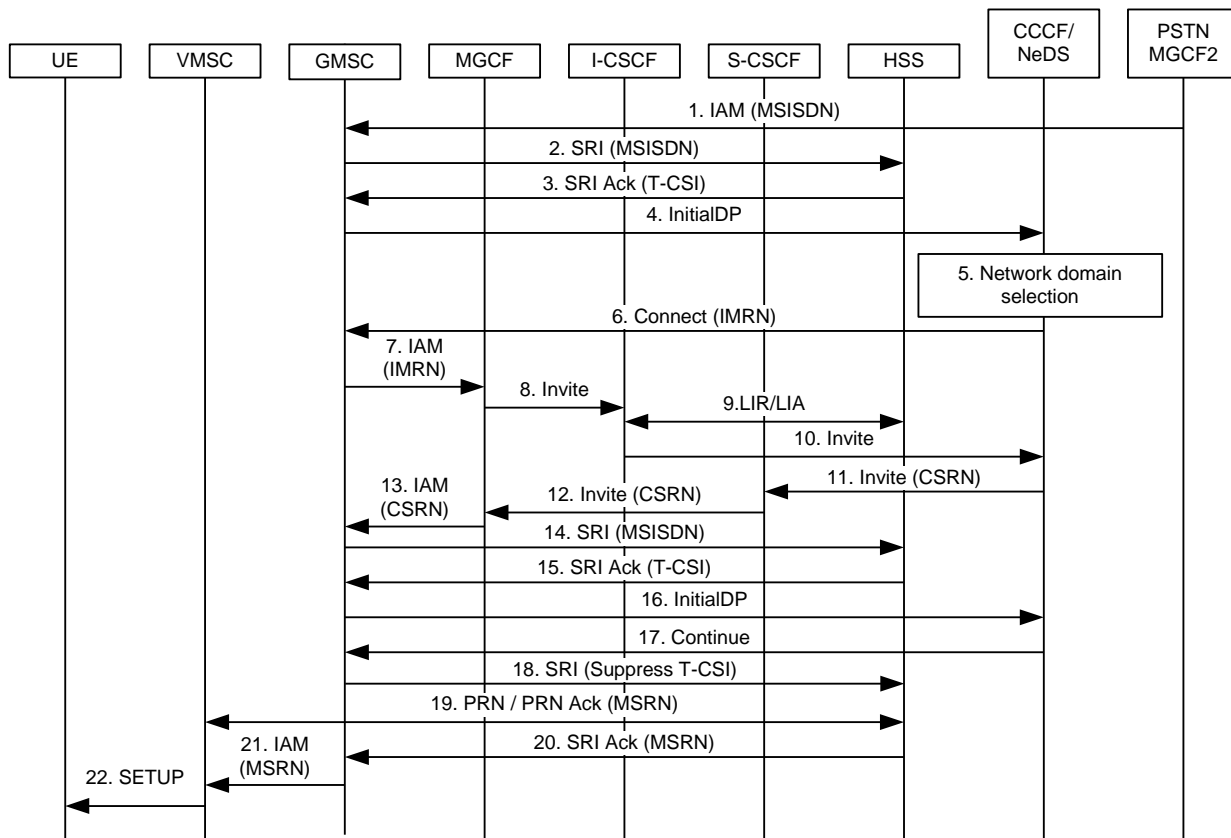 UE
VMSC
GMSC
MGCF
I-CSCF
S-CSCF
HSS
CCCF/
NeDS
PSTN
MGCF2
1. IAM (MSISDN)
2. SRI (MSISDN)
3. SRI Ack (T-CSI)
4. InitialDP
5. Network domain
selection
6. Connect (IMRN)
7. IAM
(IMRN)
8. Invite
9.LIR/LIA
10. Invite
11. Invite (CSRN)
12. Invite (CSRN)
13. IAM
(CSRN)
14. SRI (MSISDN)
15. SRI Ack (T-CSI)
16. InitialDP
17. Continue
18. SRI (Suppress T-CSI)
19. PRN / PRN Ack (MSRN)
20. SRI Ack (MSRN)
21. IAM
(MSRN)
22. SETUP